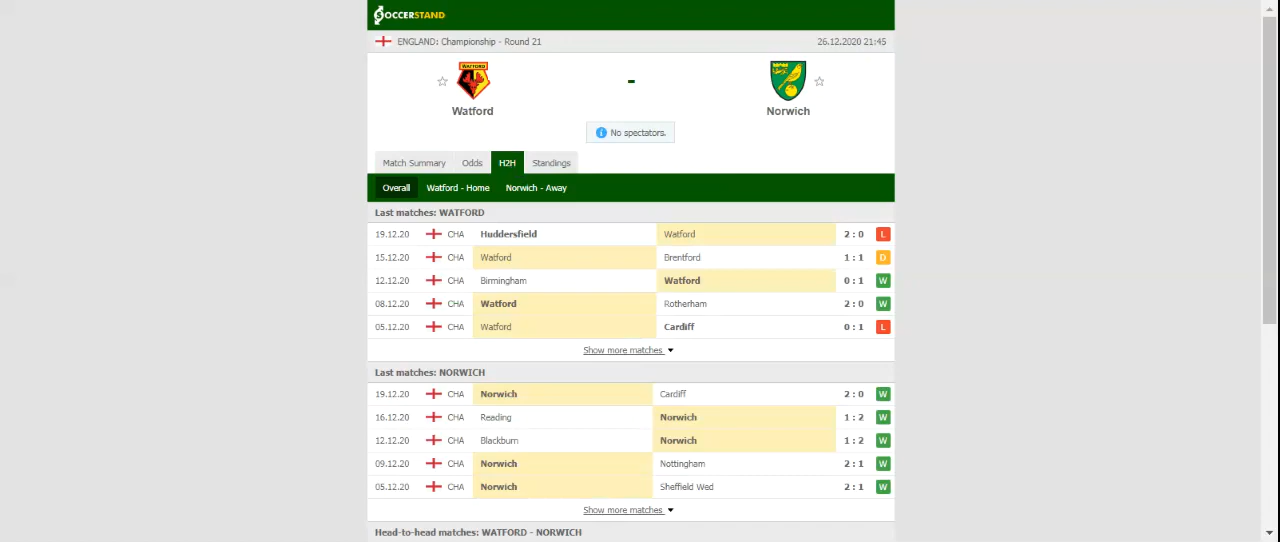 SOCCERSTAND
ENGLAND: Championship - Round 21 26.12.2020 21:45
WATFORD
-
Watford Norwich
i No spectators.
Match Summary Odds H2H Standings
Overall Watford - Home Norwich - Away
Last matches: WATFORD
19.12.20 CHA Huddersfield Watford 2 : 0 L
15.12.20 CHA Watford Brentford 1 : 1 D
12.12.20 CHA Birmingham Watford 0 : 1 W
08.12.20 CHA Watford Rotherham 2 : 0 W
05.12.20 CHA Watford Cardiff 0 : 1 L
Show more matches
Last matches: NORWICH
19.12.20 CHA Norwich Cardiff 2 : 0 W
16.12.20 CHA Reading Norwich 1 : 2 W
12.12.20 CHA Blackburn Norwich 1 : 2 W
09.12.20 CHA Norwich Nottingham 2 : 1 W
05.12.20 CHA Norwich Sheffield Wed 2 : 1 W
Show more matches
Head-to-head matches: WATFORD - NORWICH